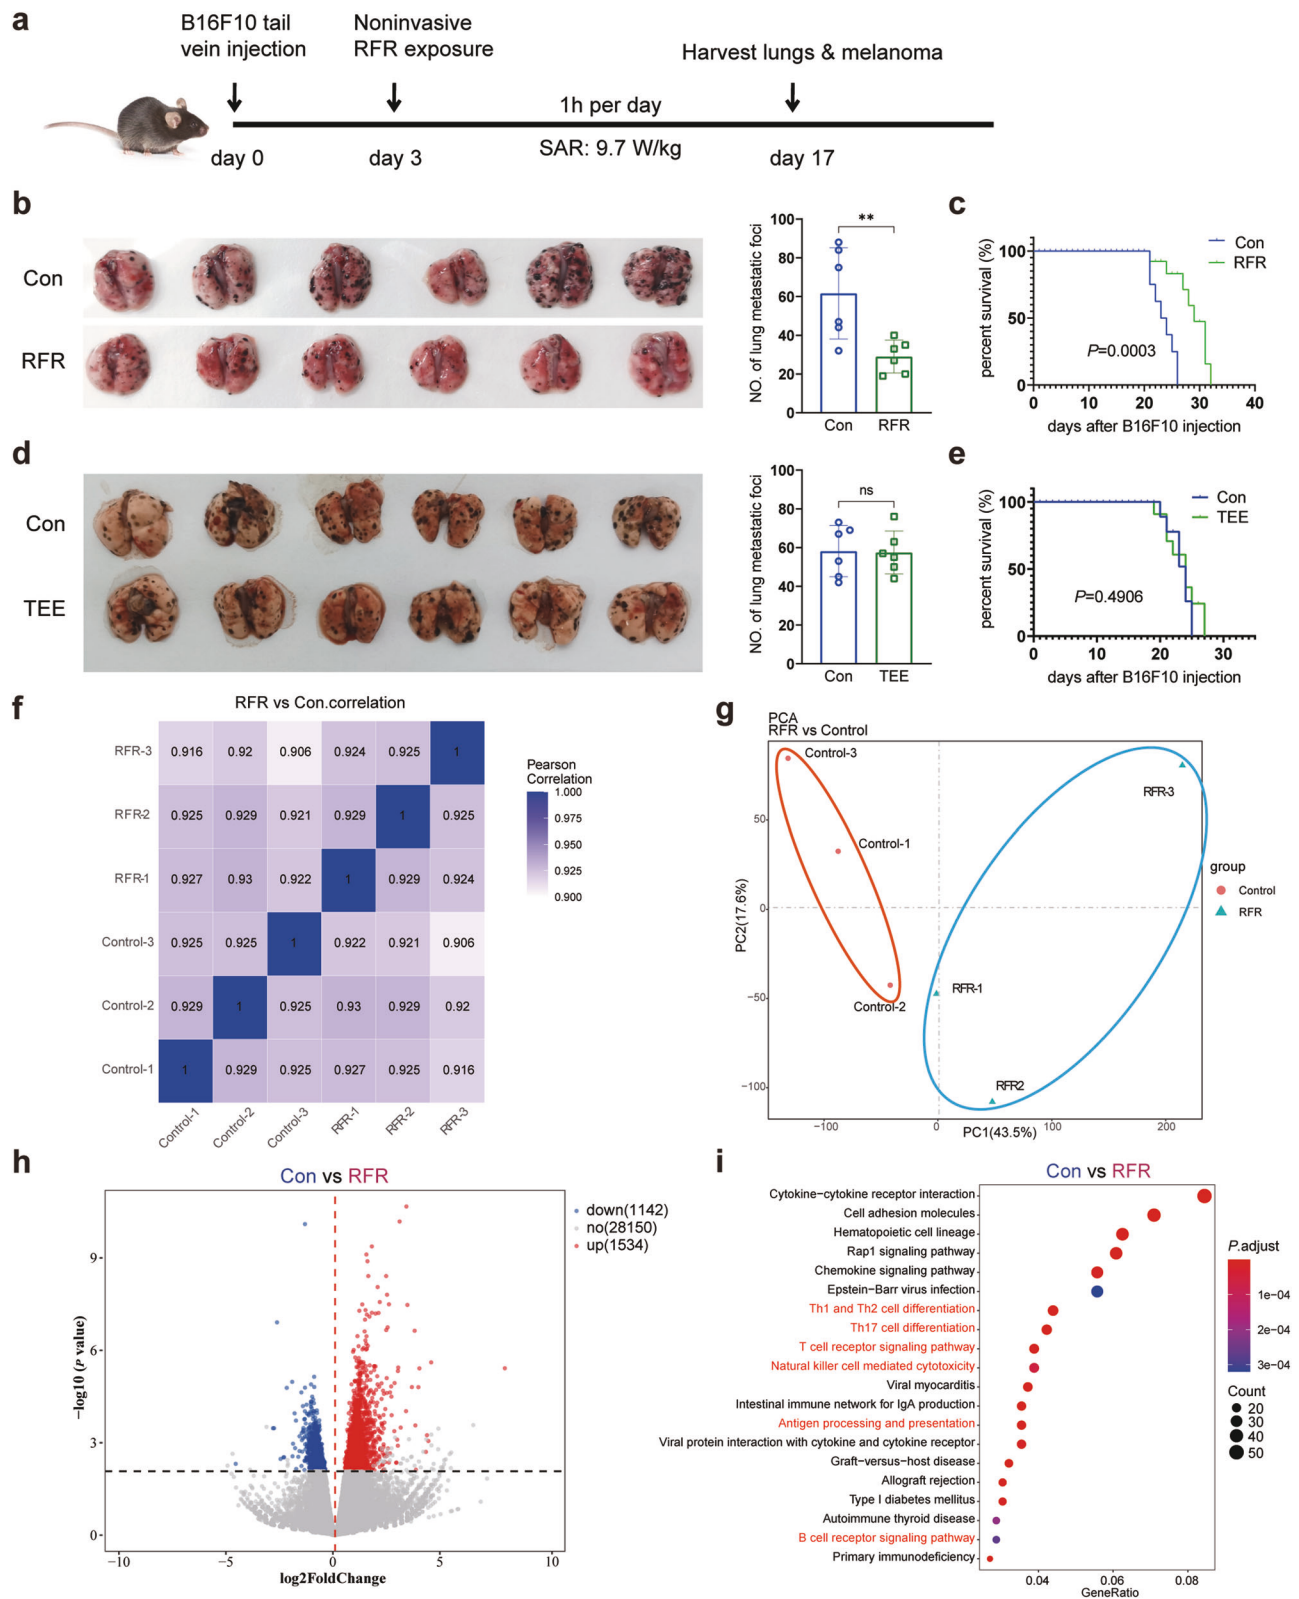 a
B16F10 tail
vein injection
Noninvasive
RFR exposure
Harvest lungs & melanoma
1h per day
SAR: 9.7 W/kg
day 0
day 3
day 17
b
Con
RFR
NO. of lung metastatic foci
100
80
60
40
20
0
**
Con
RFR
c
percent survival (%)
100
50
0
Con
RFR
P=0.0003
0
10
20
30
40
days after B16F10 injection
d
Con
TEE
NO. of lung metastatic foci
100
80
60
40
20
0
ns
Con
TEE
e
percent survival (%)
100
50
0
Con
TEE
P=0.4906
0
10
20
30
days after B16F10 injection
f
RFR vs Con.correlation
RFR-3 0.916 0.92 0.906 0.924 0.925 1
RFR-2 0.925 0.929 0.921 0.929 1 0.925
RFR-1 0.927 0.93 0.922 1 0.929 0.924
Control-3 0.925 0.925 1 0.922 0.921 0.906
Control-2 0.929 1 0.925 0.93 0.929 0.92
Control-1 1 0.929 0.925 0.927 0.925 0.916
Control-1
Control-2
Control-3
RFR-1
RFR-2
RFR-3
Pearson
Correlation
1.000
0.975
0.950
0.925
0.900
g
PCA
RFR vs Control
Control-3
RFR-3
Control-1
Control-2
RFR-1
RFR2
PC2(17.6%)
50
0
−50
−100
−100
0
100
200
PC1(43.5%)
group
Control
RFR
h
Con vs RFR
down(1142)
no(28150)
up(1534)
−log10 (P value)
9
6
3
0
−10
−5
0
5
10
log2FoldChange
i
Con vs RFR
Cytokine−cytokine receptor interaction
Cell adhesion molecules
Hematopoietic cell lineage
Rap1 signaling pathway
Chemokine signaling pathway
Epstein−Barr virus infection
Th1 and Th2 cell differentiation
Th17 cell differentiation
T cell receptor signaling pathway
Natural killer cell mediated cytotoxicity
Viral myocarditis
Intestinal immune network for IgA production
Antigen processing and presentation
Viral protein interaction with cytokine and cytokine receptor
Graft−versus−host disease
Allograft rejection
Type I diabetes mellitus
Autoimmune thyroid disease
B cell receptor signaling pathway
Primary immunodeficiency
0.04
0.06
0.08
GeneRatio
P.adjust
1e−04
2e−04
3e−04
Count
20
30
40
50